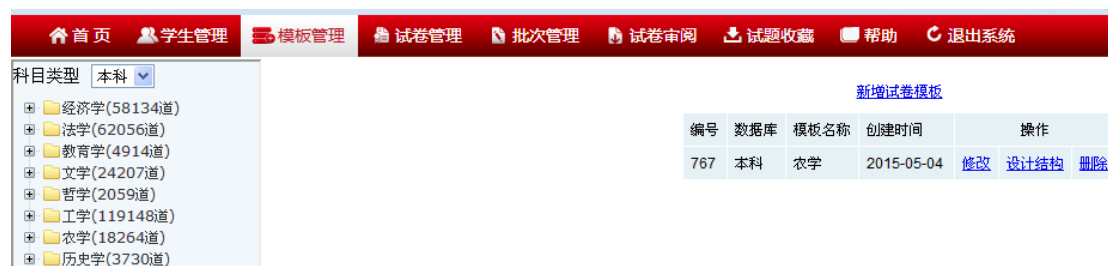 首 页 学生管理 模板管理 试卷管理 批次管理 试卷审阅 试题收藏 帮助 退出系统
科目类型 本科
新增试卷模板
经济学(58134道)
法学(62056道)
教育学(4914道)
文学(24207道)
哲学(2059道)
工学(119148道)
农学(18264道)
历史学(3730道)
编号 数据库 模板名称 创建时间 操作
767 本科 农学 2015-05-04 修改 设计结构 删除